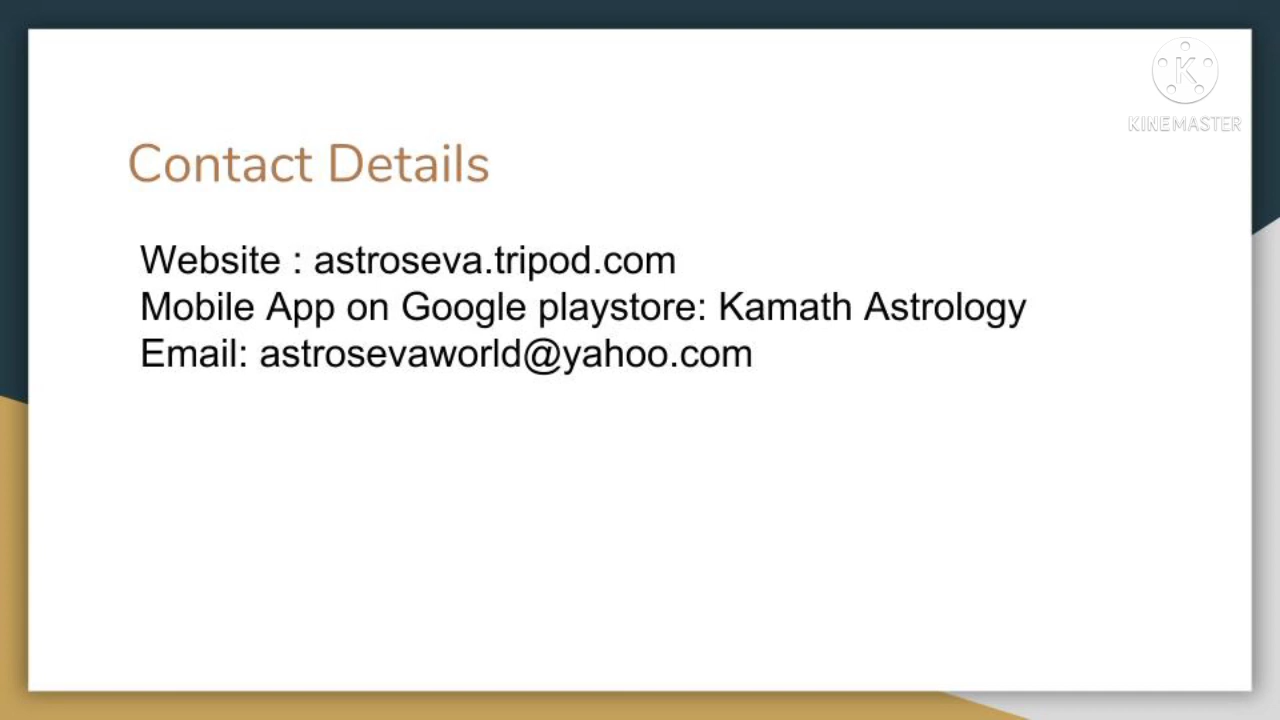 KINEMASTER
Contact Details
Website : astroseva.tripod.com
Mobile App on Google playstore: Kamath Astrology
Email: astrosevaworld@yahoo.com